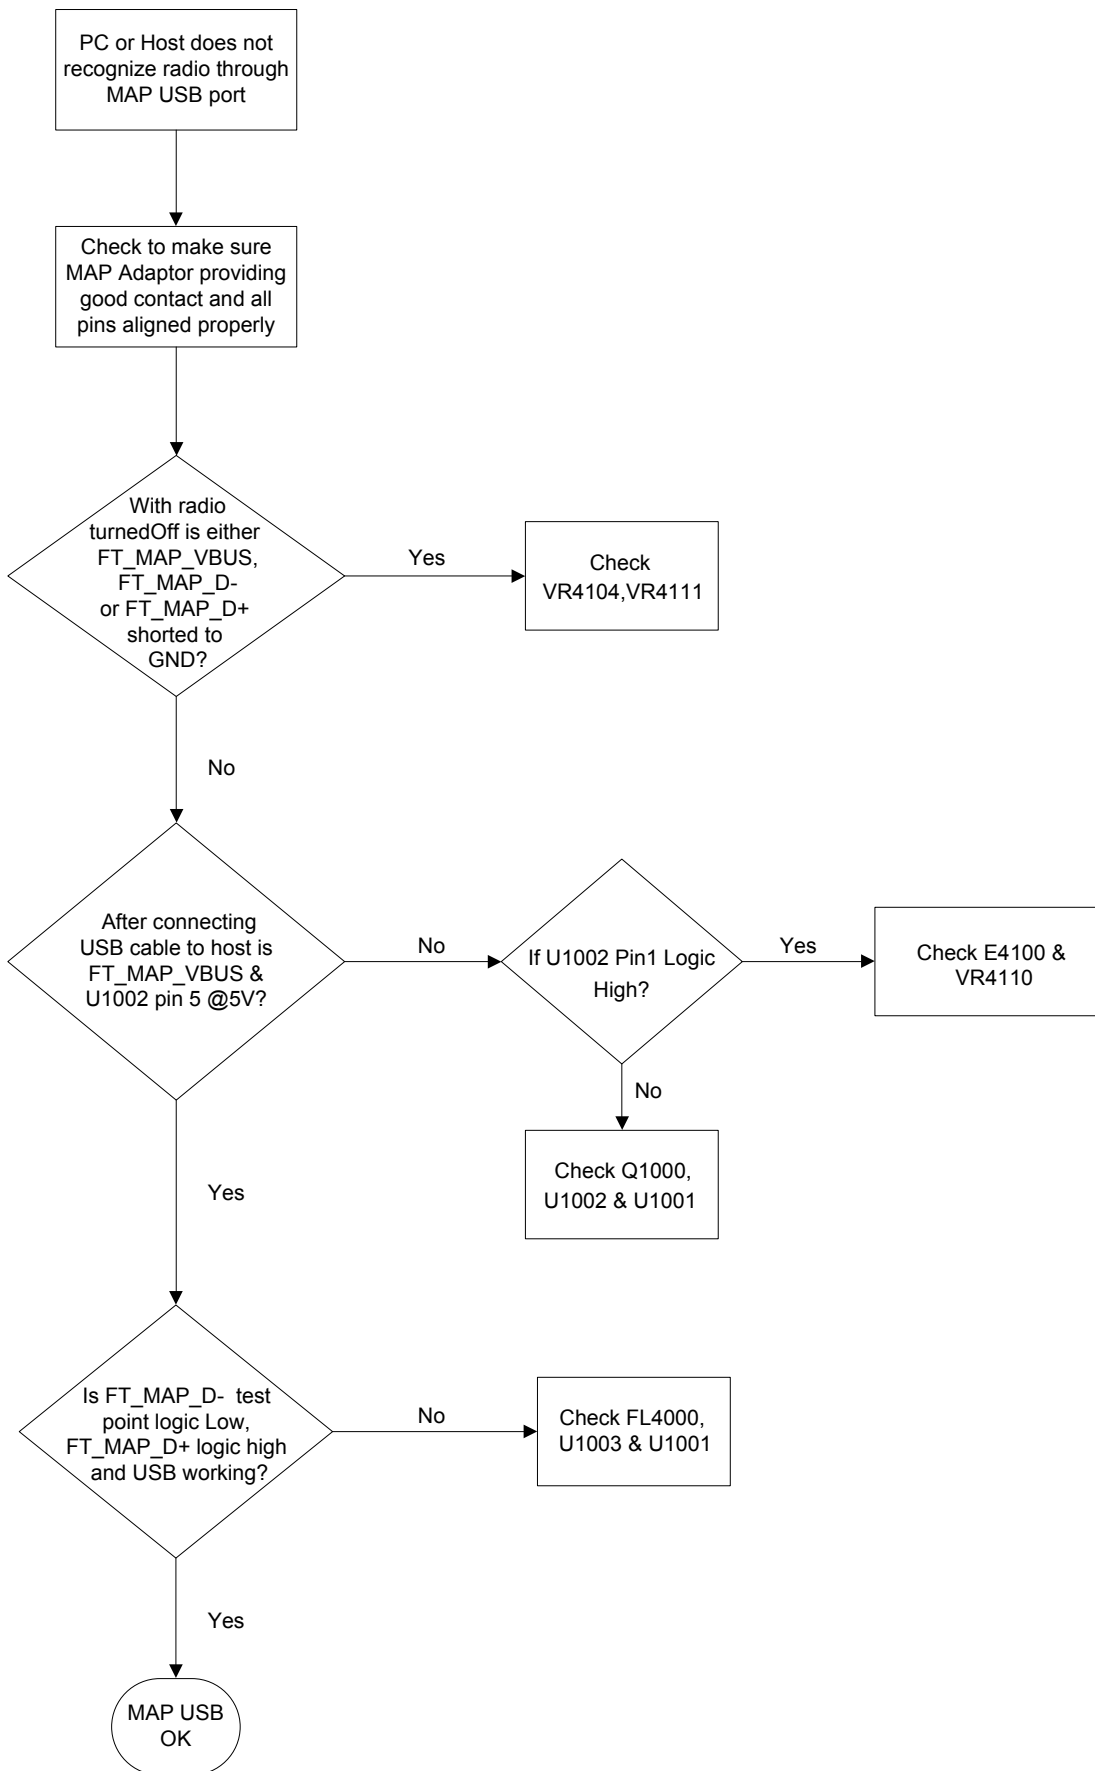 PC or Host does not
recognize radio through
MAP USB port
Check to make sure
MAP Adaptor providing
good contact and all
pins aligned properly
With radio
turnedOff is either
FT_MAP_VBUS,
FT_MAP_D-
or FT_MAP_D+
shorted to
GND?
Yes
Check
VR4104,VR4111
No
After connecting
USB cable to host is
FT_MAP_VBUS &
U1002 pin 5 @5V?
No
If U1002 Pin1 Logic
High?
Yes
Check E4100 &
VR4110
No
Check Q1000,
U1002 & U1001
Yes
Is FT_MAP_D- test
point logic Low,
FT_MAP_D+ logic high
and USB working?
No
Check FL4000,
U1003 & U1001
Yes
MAP USB
OK